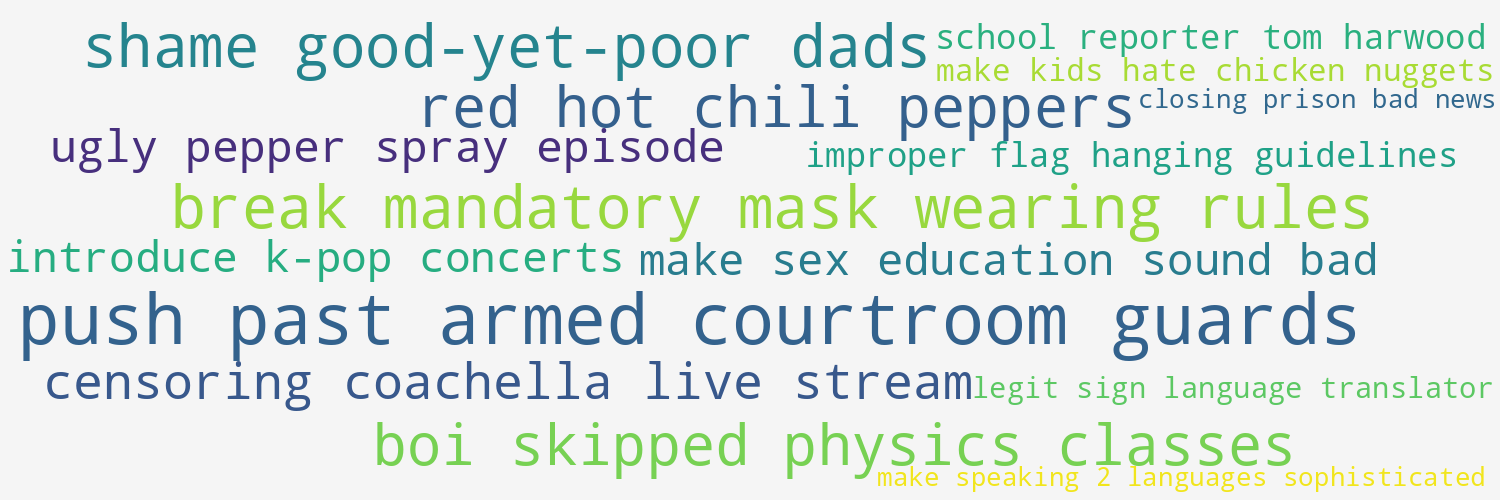 shame good-yet-poor dads
school reporter tom harwood
make kids hate chicken nuggets
red hot chili peppers
closing prison bad news
ugly pepper spray episode
improper flag hanging guidelines
break mandatory mask wearing rules
introduce k-pop concerts
make sex education sound bad
push past armed courtroom guards
censoring coachella live stream
legit sign language translator
boi skipped physics classes
make speaking 2 languages sophisticated